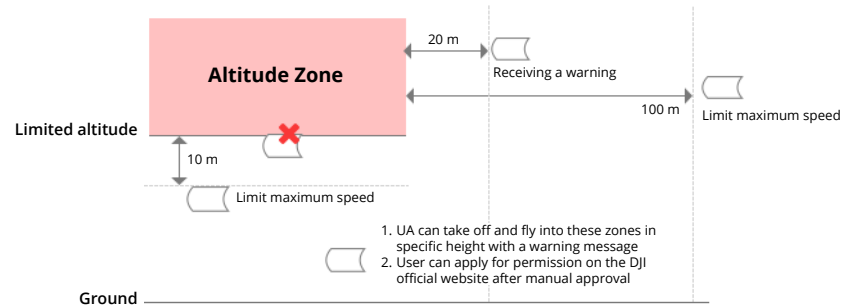 20 m
Altitude Zone
Receiving a warning
100 m
Limit maximum speed
Limited altitude
10 m
Limit maximum speed
1. UA can take off and fly into these zones in
specific height with a warning message
2. User can apply for permission on the DJI
official website after manual approval
Ground